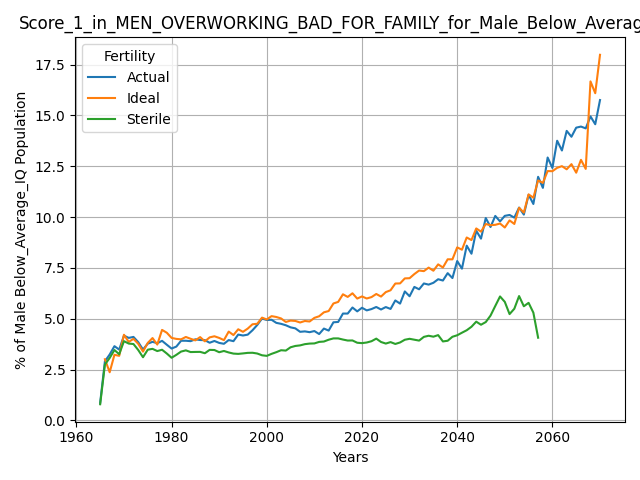 Score_1_in_MEN_OVERWORKING_BAD_FOR_FAMILY_for_Male_Below_Averag
Fertility
Actual
Ideal
Sterile
% of Male Below_Average_IQ Population
17.5
15.0
12.5
10.0
7.5
5.0
2.5
0.0
1960 1980 2000 2020 2040 2060
Years